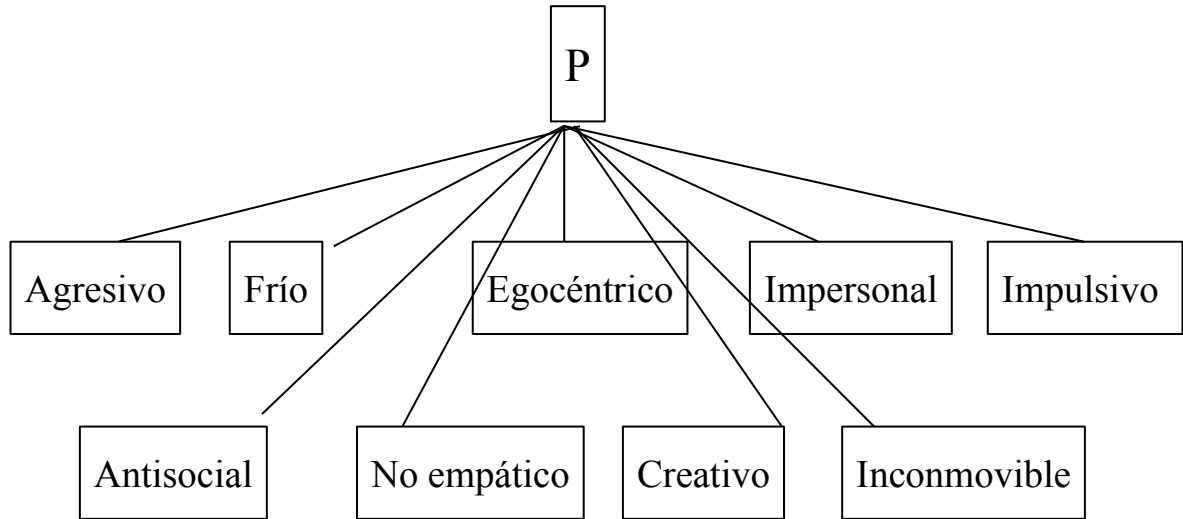 P
Agresivo
Frío
Egocéntrico
Impersonal
Impulsivo
Antisocial
No empático
Creativo
Inconmovible